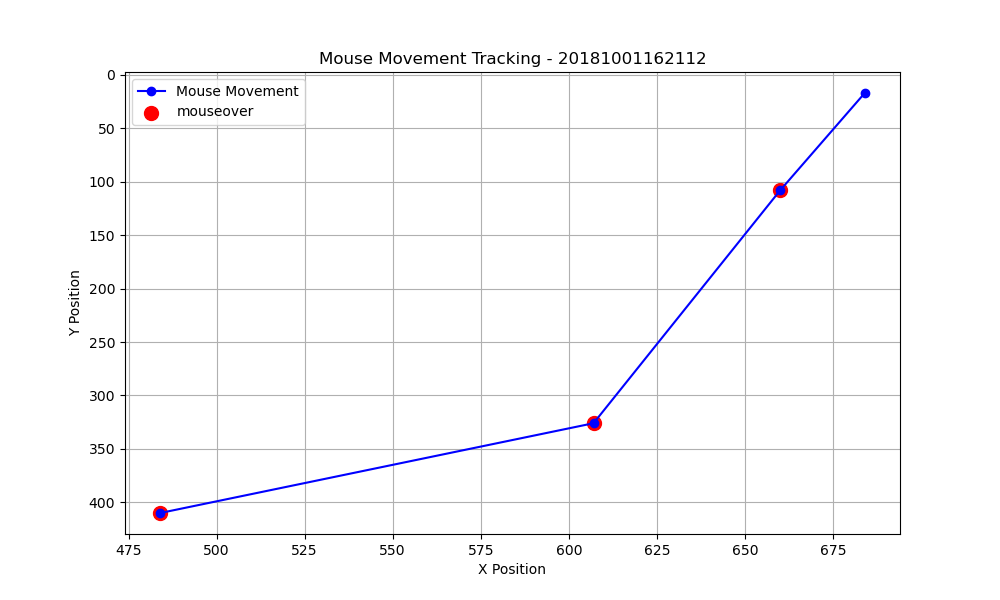 Mouse Movement Tracking - 20181001162112
Mouse Movement
mouseover
0
50
100
150
200
250
300
350
400
Y Position
475 500 525 550 575 600 625 650 675
X Position